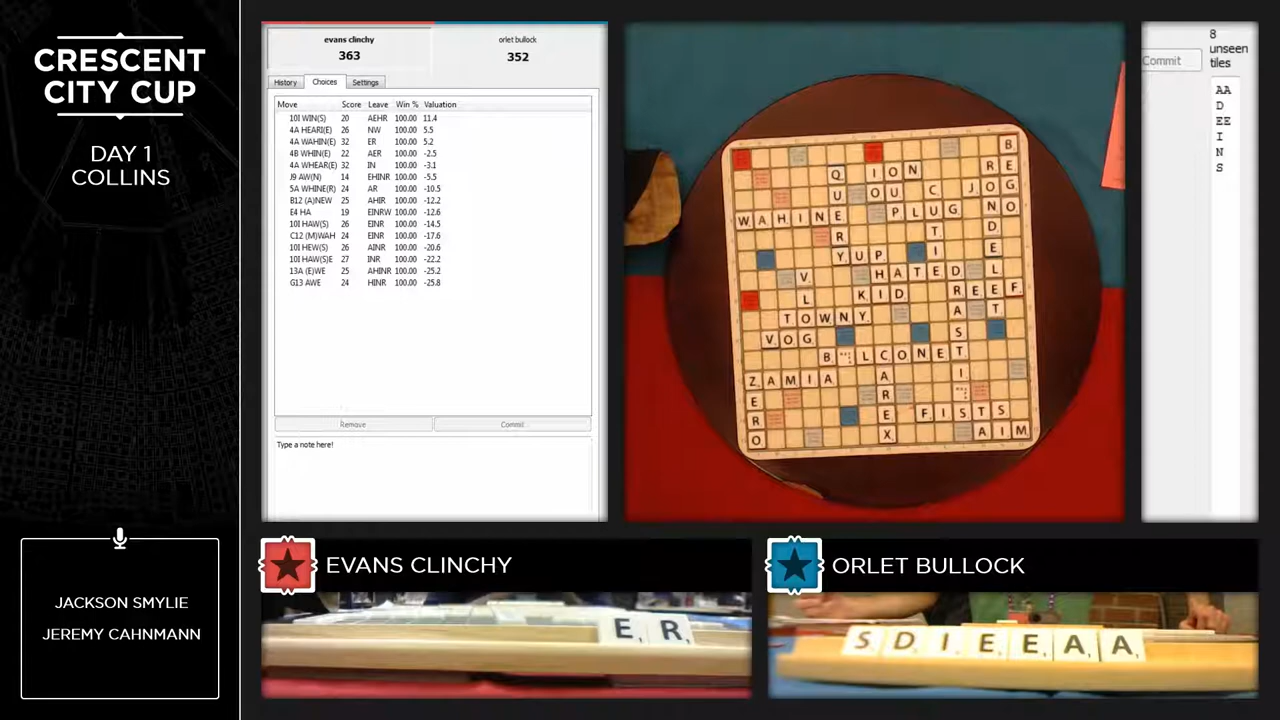 CRESCENT
CITY CUP
DAY 1
COLLINS
JACKSON SMYLIE
JEREMY CAHNMANN
evans clinchy
363
orlet bullock
352
History Choices Settings
Move Score Leave Win % Valuation
10I WIN(S) 20 AEHR 100.00 11.4
4A HEARI(E) 26 NW 100.00 5.5
4A WAHIN(E) 32 ER 100.00 5.2
4B WHIN(E) 22 AER 100.00 -2.5
4A WHEAR(E) 32 IN 100.00 -3.1
J9 AW(N) 14 EHINR 100.00 -5.5
5A WHINE(R) 24 AR 100.00 -10.5
B12 (A)NEW 25 AHIR 100.00 -12.2
E4 HA 19 EINRW 100.00 -12.6
10I HAW(S) 26 EINR 100.00 -14.5
C12 (M)WAH 24 EINR 100.00 -17.6
10I HEW(S) 26 AINR 100.00 -20.6
10I HAW(S)E 27 INR 100.00 -22.2
13A (E)WE 25 AHINR 100.00 -25.2
G13 AWE 24 HINR 100.00 -25.8
Remove Commit
Type a note here!
B
Q I O N R E
U O U C J O G
W A H I N E E P L U G N O
R T D
Y U P I E
V H A T E D L
L K I D R E E F
T O W N Y A T
V O G S
B L C O N E T
Z A M I A A I
E R
R E F I S T S
O X A I M
Commit
8
unseen
tiles
AA
D
EE
I
N
S
EVANS CLINCHY
ORLET BULLOCK
E R
S D I E E A A